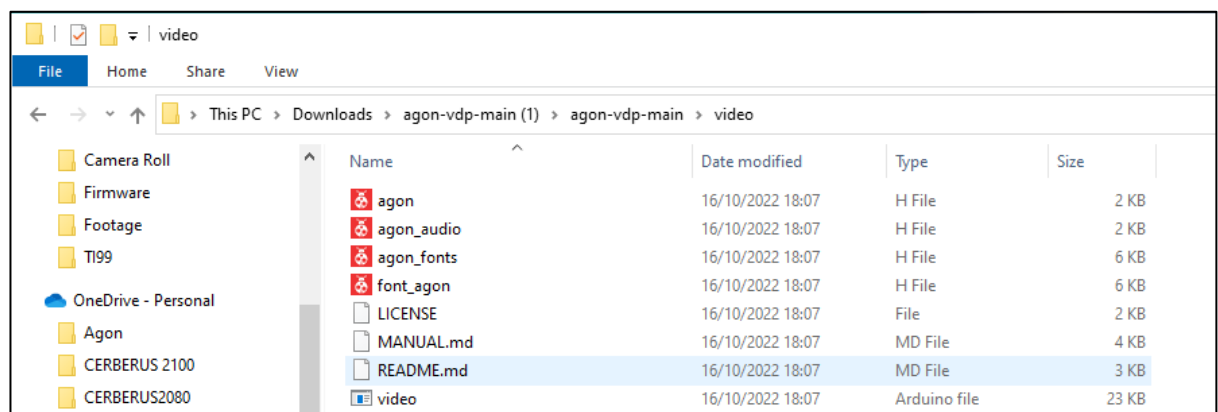 video
File Home Share View
This PC > Downloads > agon-vdp-main (1) > agon-vdp-main > video
Camera Roll
Firmware
Footage
TI99
OneDrive - Personal
Agon
CERBERUS 2100
CERBERUS2080
Name Date modified Type Size
agon 16/10/2022 18:07 H File 2 KB
agon_audio 16/10/2022 18:07 H File 2 KB
agon_fonts 16/10/2022 18:07 H File 6 KB
font_agon 16/10/2022 18:07 H File 6 KB
LICENSE 16/10/2022 18:07 File 2 KB
MANUAL.md 16/10/2022 18:07 MD File 4 KB
README.md 16/10/2022 18:07 MD File 3 KB
video 16/10/2022 18:07 Arduino file 23 KB